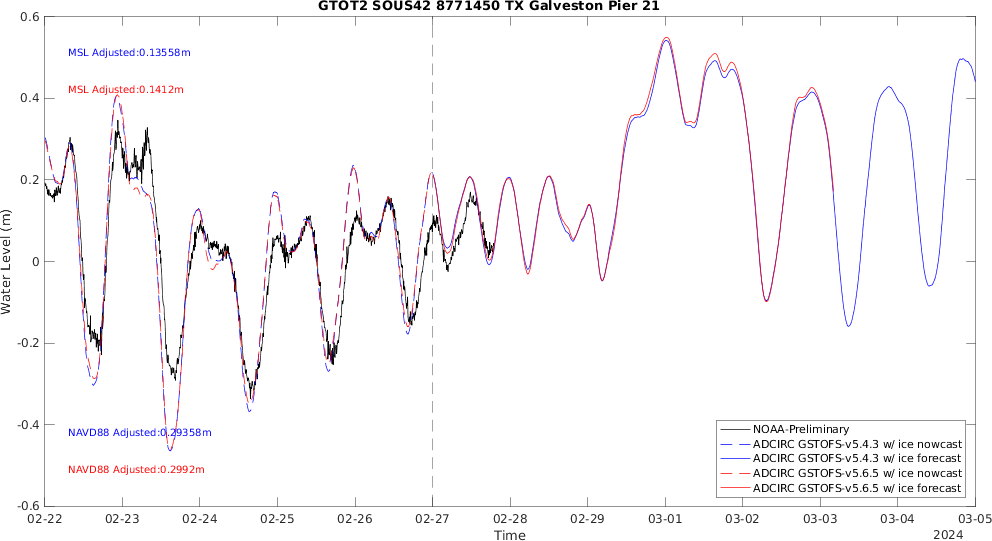 GTOT2 SOUS42 8771450 TX Galveston Pier 21
0.6
MSL Adjusted:0.13558m
MSL Adjusted:0.1412m
0.4
0.2
0
-0.2
-0.4
-0.6
Water Level (m)
NAVD88 Adjusted:0.29358m
NAVD88 Adjusted:0.2992m
NOAA-Preliminary
ADCIRC GSTOFS-v5.4.3 w/ ice nowcast
ADCIRC GSTOFS-v5.4.3 w/ ice forecast
ADCIRC GSTOFS-v5.6.5 w/ ice nowcast
ADCIRC GSTOFS-v5.6.5 w/ ice forecast
02-22 02-23 02-24 02-25 02-26 02-27 02-28 02-29 03-01 03-02 03-03 03-04 03-05
Time
2024